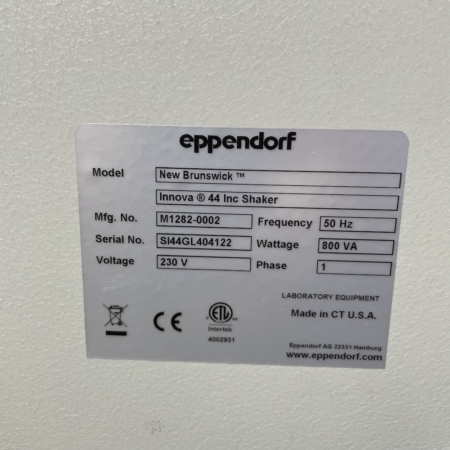 eppendorf
Model New Brunswick ™
Innova ® 44 Inc Shaker
Mfg. No. M1282-0002 Frequency 50 Hz
Serial No. SI44GL404122 Wattage 800 VA
Voltage 230 V Phase 1
LABORATORY EQUIPMENT
CE ETL Made in CT U.S.A.
Intertek
4002931
Eppendorf AG 22331 Hamburg
www.eppendorf.com